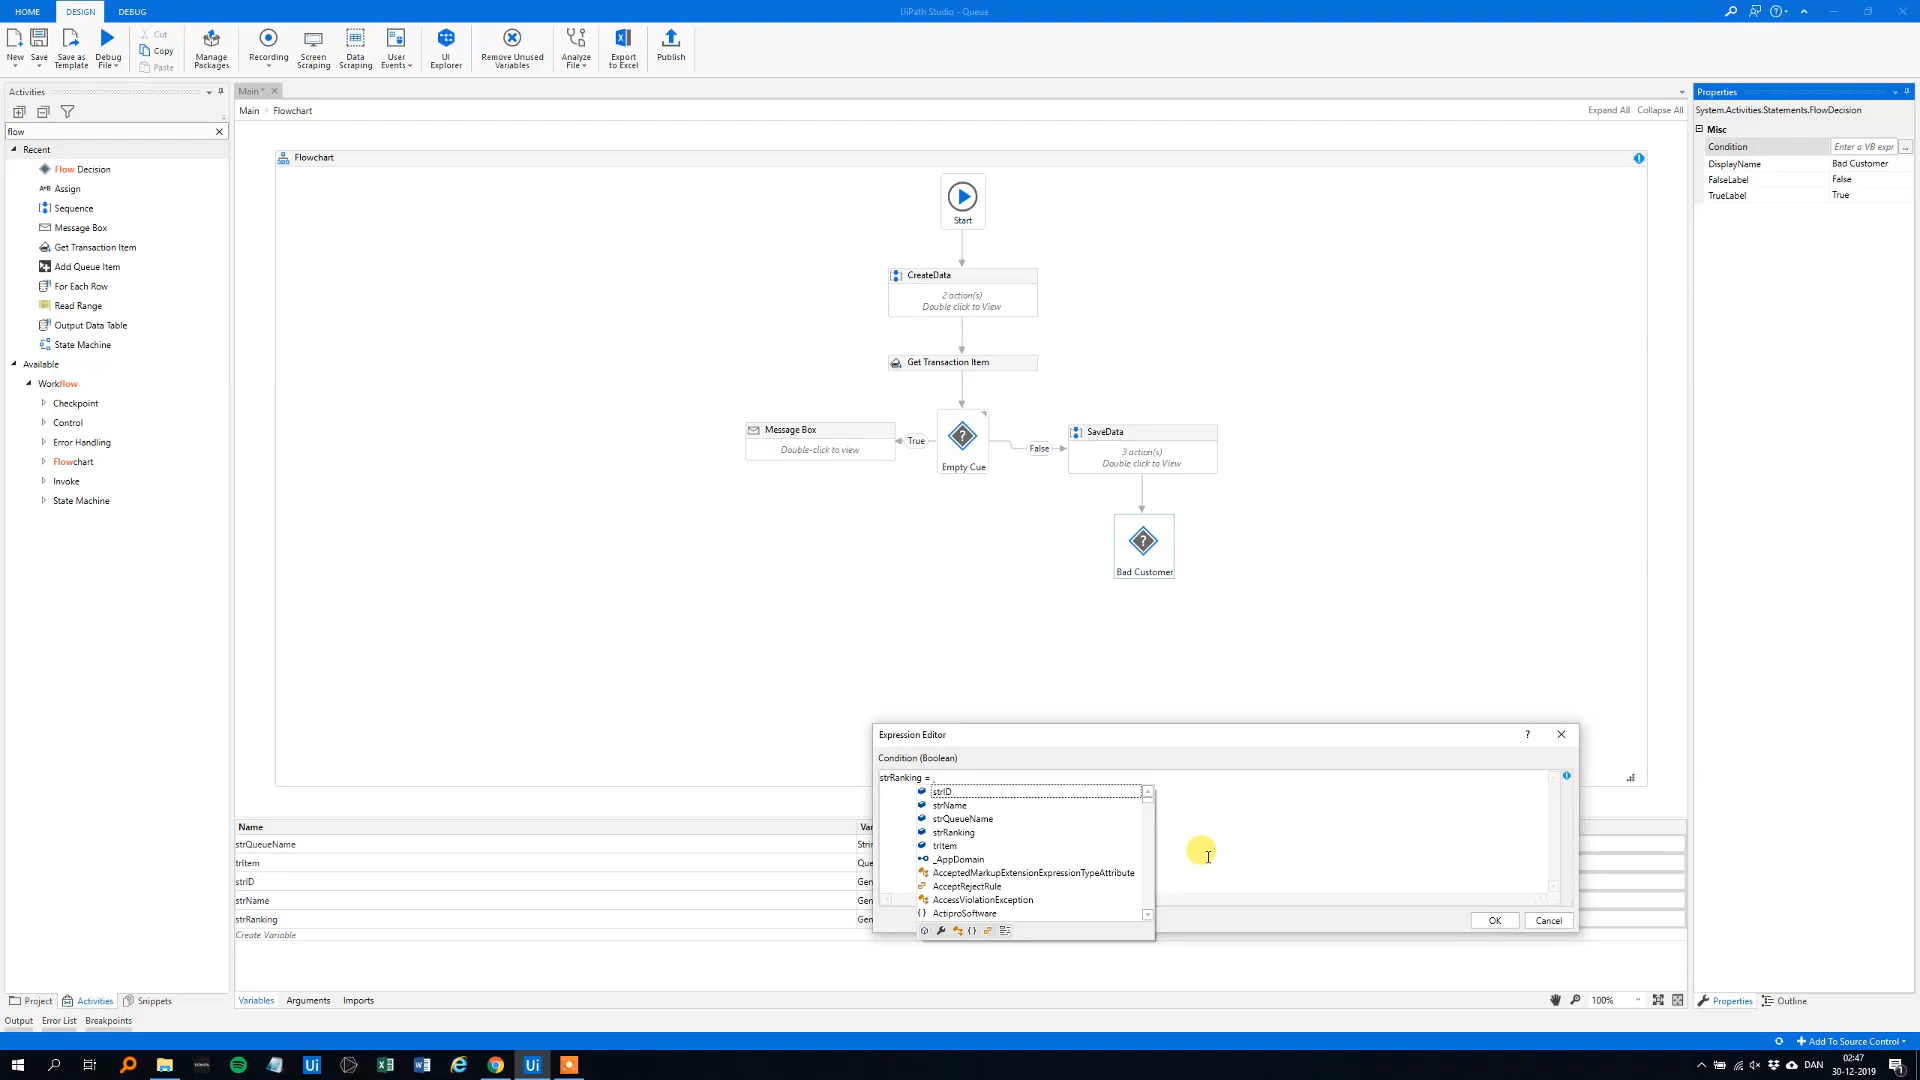 HOME DESIGN DEBUG
UiPath Studio - Queue
New Save Save as Template Debug File Cut Copy Paste Manage Packages Recording Screen Scraping Data Scraping User Events UI Explorer Remove Unused Variables Analyze File Export to Excel Publish
Activities
flow
Recent
Flow Decision
Assign
Sequence
Message Box
Get Transaction Item
Add Queue Item
For Each Row
Read Range
Output Data Table
State Machine
Available
Workflow
Checkpoint
Control
Error Handling
Flowchart
Invoke
State Machine
Project Activities Snippets
Main *
Main Flowchart
Expand All Collapse All
Flowchart
Start
CreateData
2 action(s)
Double click to View
Get Transaction Item
Message Box
Double-click to view
True
Empty Cue
False
SaveData
3 action(s)
Double click to View
Bad Customer
Expression Editor
Condition (Boolean)
strRanking =
strID
strName
strQueueName
strRanking
trItem
_AppDomain
AcceptedMarkupExtensionExpressionTypeAttribute
AcceptRejectRule
AccessViolationException
ActiproSoftware
OK Cancel
Name
strQueueName Strin
trItem Que
strID Gen
strName Gen
strRanking Gen
Create Variable
Variables Arguments Imports
100%
Properties
System.Activities.Statements.FlowDecision
Misc
Condition Enter a VB expr ...
DisplayName Bad Customer
FalseLabel False
TrueLabel True
Properties Outline
Output Error List Breakpoints
Add To Source Control
DAN
02:47
30-12-2019